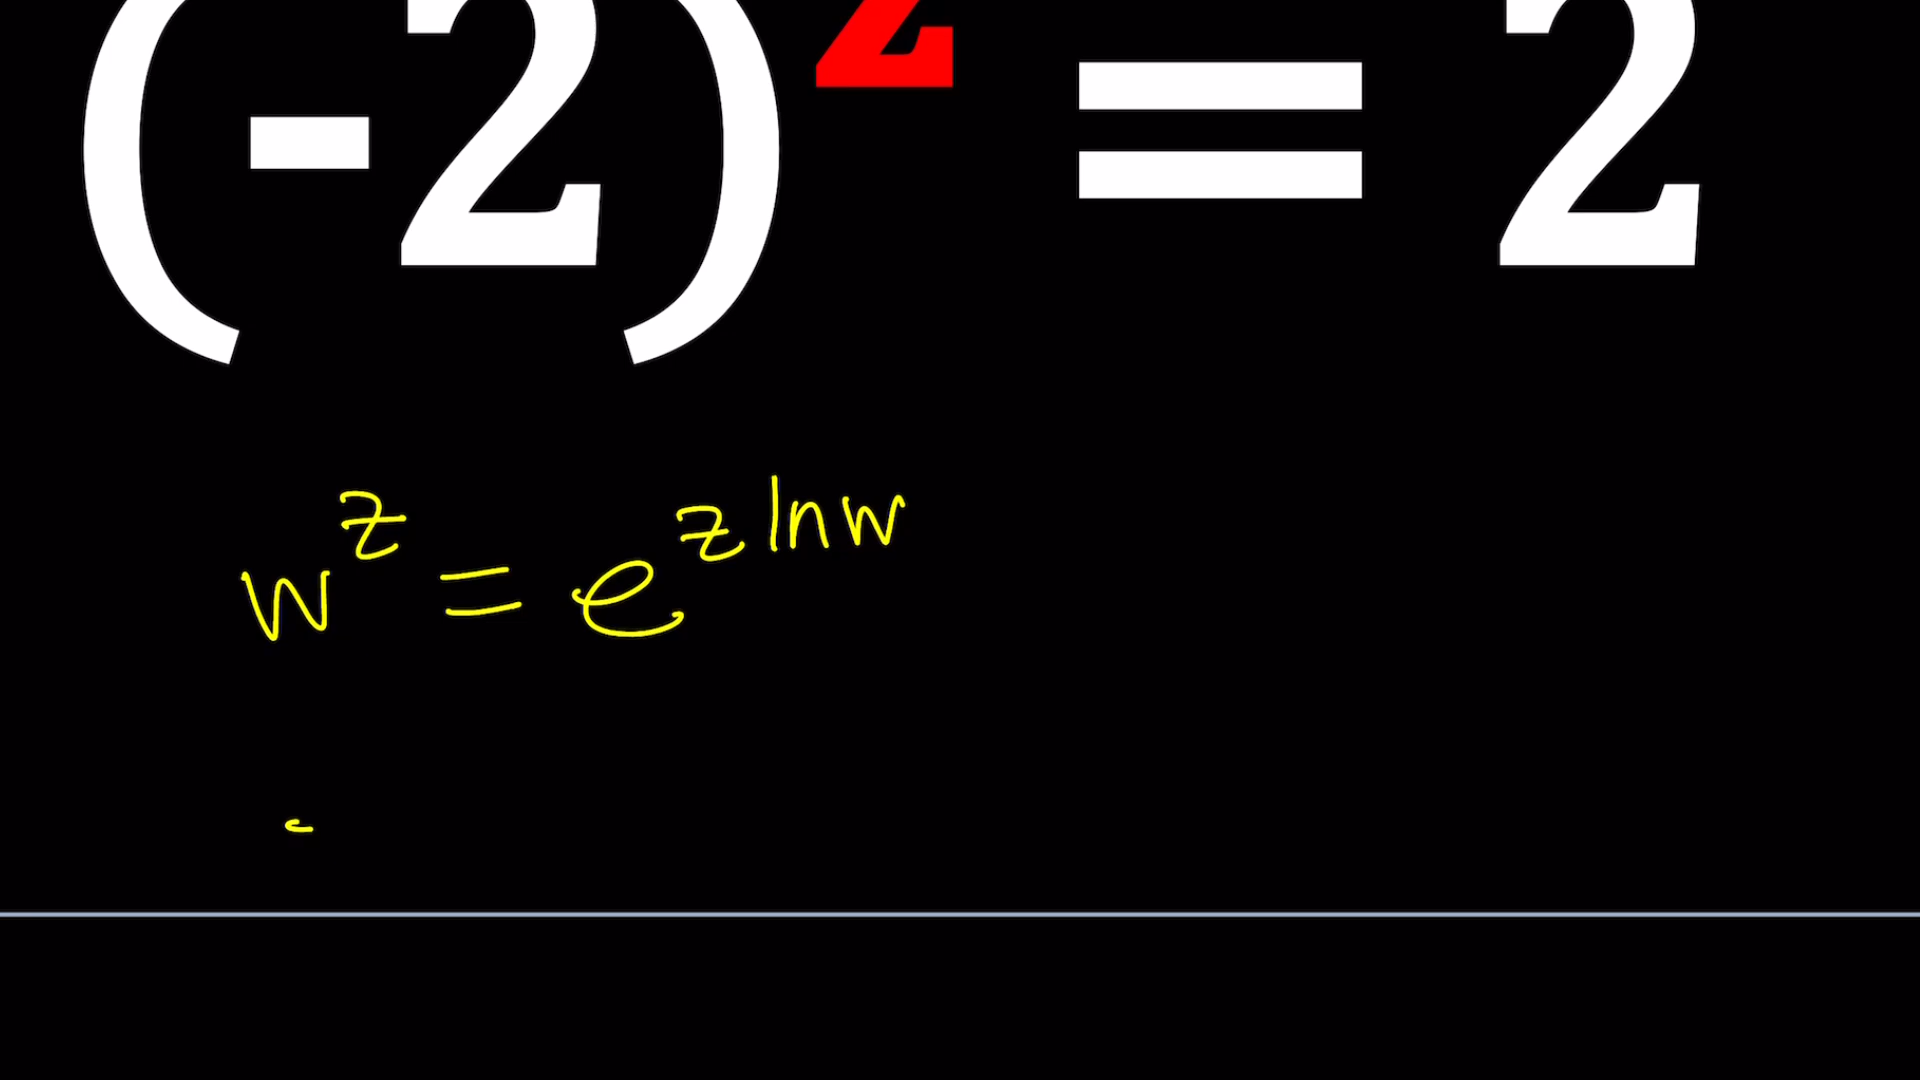 (-2)^z = 2
w^z = e^{z ln w}